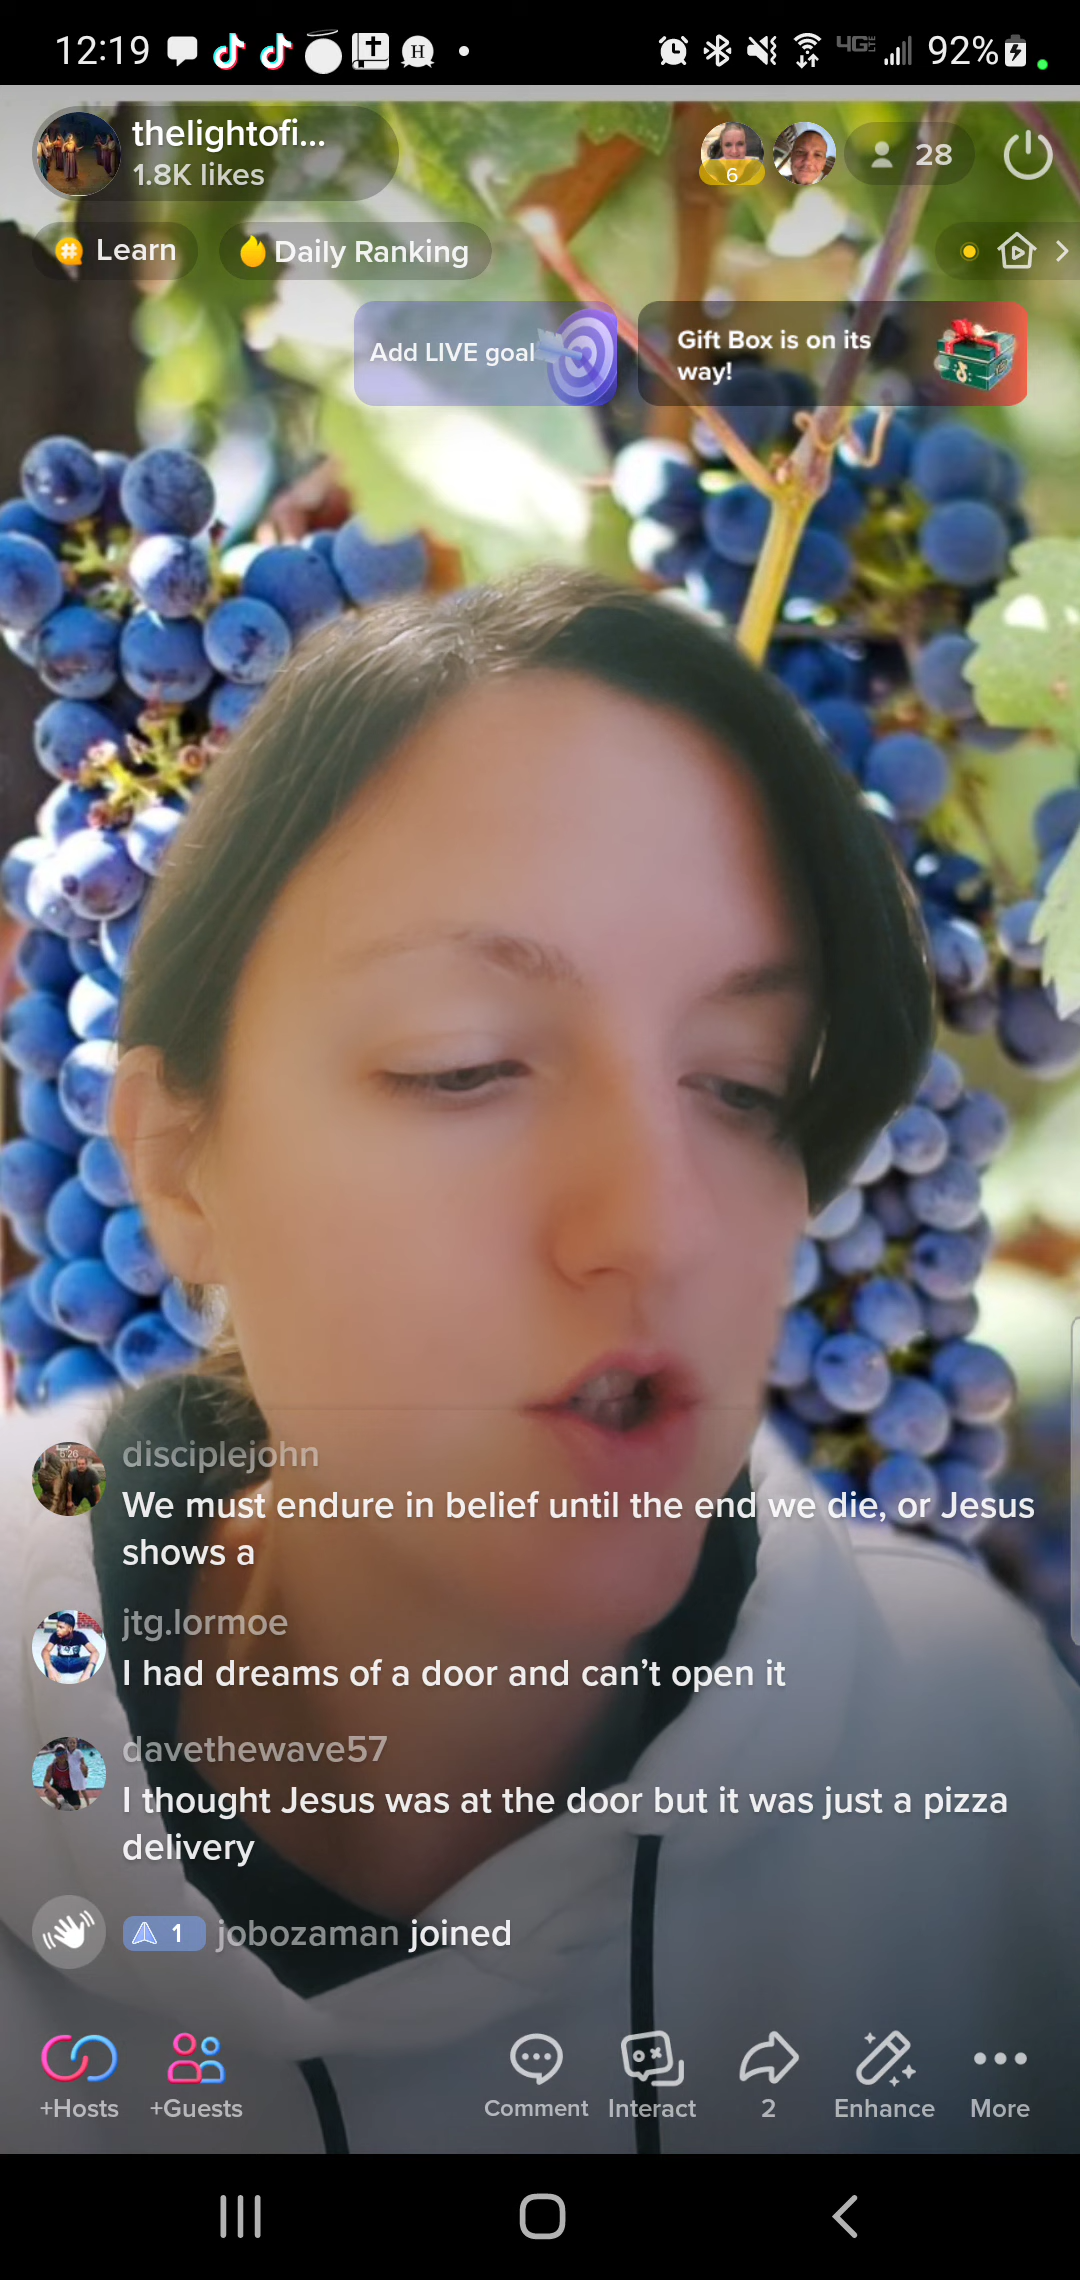 12:19
H
4G LTE
92%
thelightofi...
1.8K likes
6
28
Learn
Daily Ranking
Add LIVE goal
Gift Box is on its
way!
disciplejohn
We must endure in belief until the end we die, or Jesus
shows a
jtg.lormoe
I had dreams of a door and can’t open it
davethewave57
I thought Jesus was at the door but it was just a pizza
delivery
1 jobozaman joined
+Hosts
+Guests
Comment
Interact
2
Enhance
More